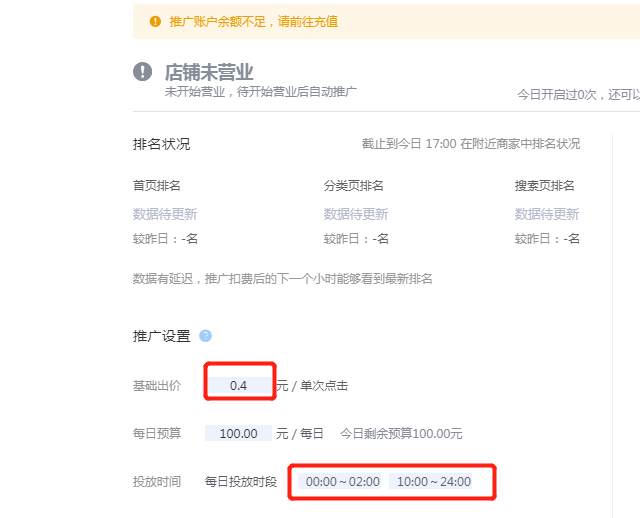 推广账户余额不足，请前往充值
店铺未营业
未开始营业，待开始营业后自动推广
今日开启过0次，还可以
排名状况 截止到今日 17:00 在附近商家中排名状况
首页排名 分类页排名 搜索页排名
数据待更新 数据待更新 数据待更新
较昨日：-名 较昨日：-名 较昨日：-名
数据有延迟，推广扣费后的下一个小时能够看到最新排名
推广设置 ?
基础出价 0.4 元 / 单次点击
每日预算 100.00 元 / 每日 今日剩余预算100.00元
投放时间 每日投放时段 00:00 ~ 02:00 10:00 ~ 24:00